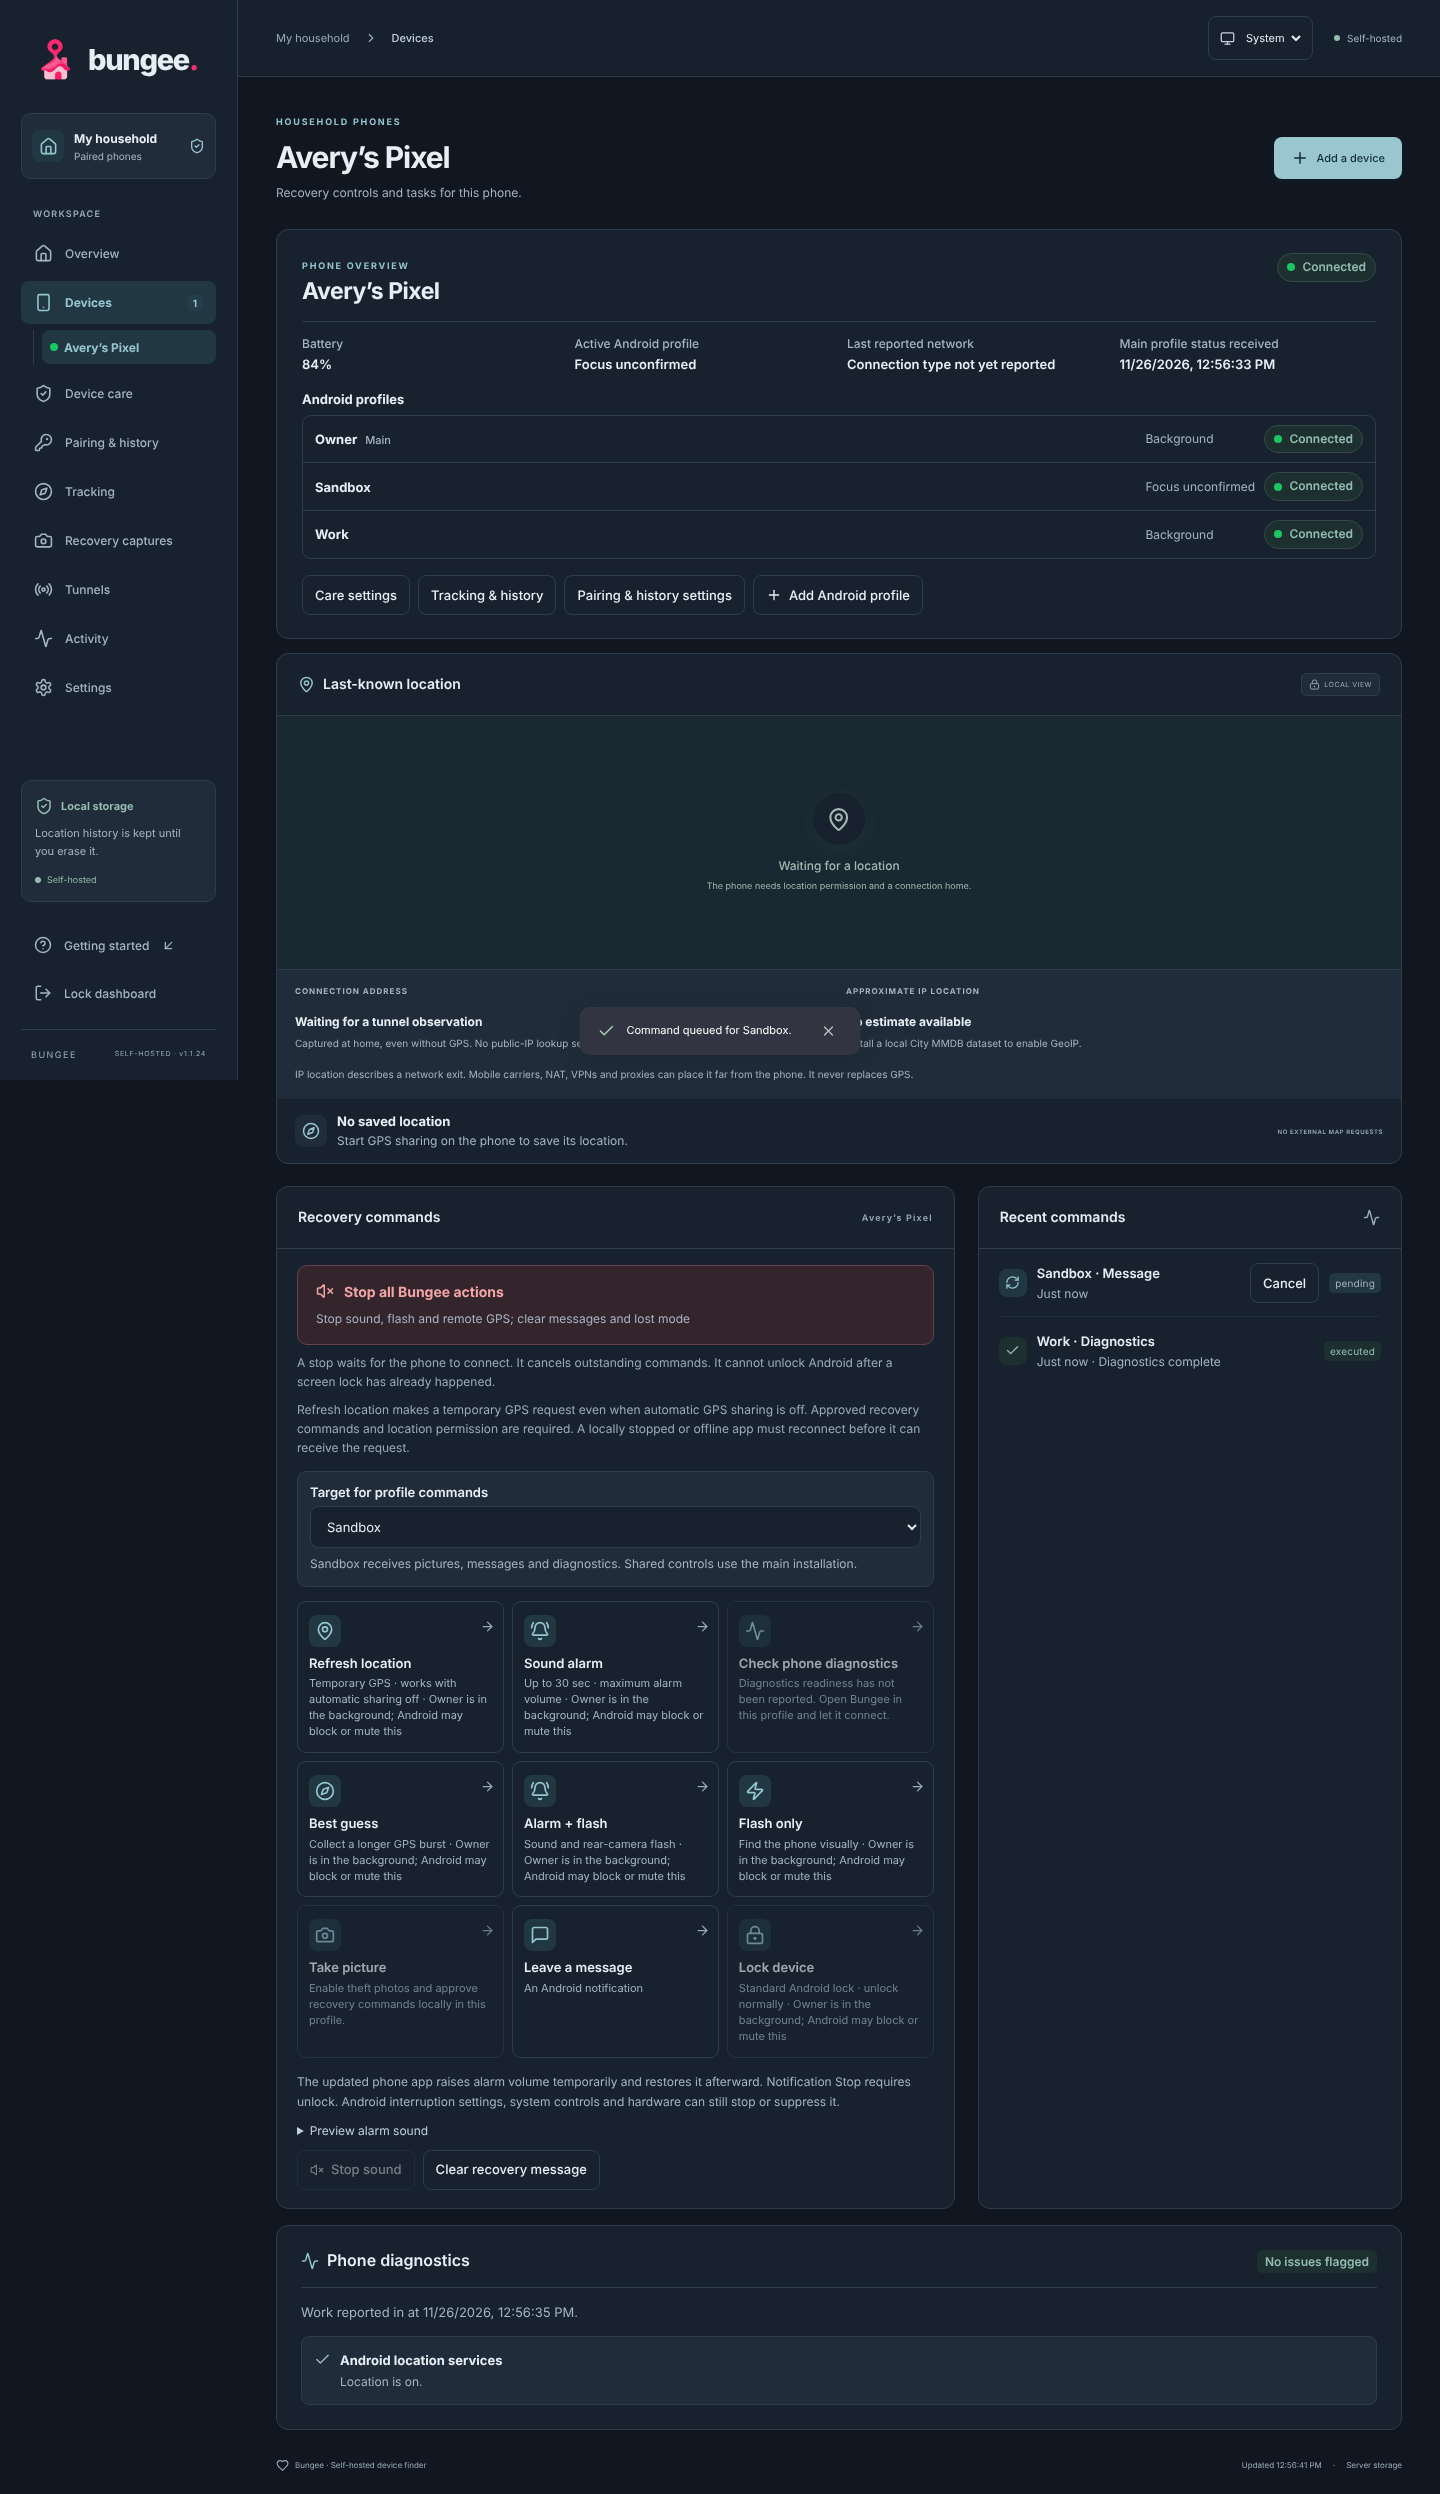 bungee.
My household
Paired phones
WORKSPACE
Overview
Devices
1
Avery’s Pixel
Device care
Pairing & history
Tracking
Recovery captures
Tunnels
Activity
Settings
Local storage
Location history is kept until
you erase it.
Self-hosted
Getting started
Lock dashboard
BUNGEE
SELF-HOSTED · v1.1.24
My household
Devices
System
Self-hosted
HOUSEHOLD PHONES
Avery’s Pixel
Recovery controls and tasks for this phone.
Add a device
PHONE OVERVIEW
Avery’s Pixel
Connected
Battery
84%
Active Android profile
Focus unconfirmed
Last reported network
Connection type not yet reported
Main profile status received
11/26/2026, 12:56:33 PM
Android profiles
Owner Main
Background
Connected
Sandbox
Focus unconfirmed
Connected
Work
Background
Connected
Care settings
Tracking & history
Pairing & history settings
Add Android profile
Last-known location
LOCAL VIEW
Waiting for a location
The phone needs location permission and a connection home.
CONNECTION ADDRESS
Waiting for a tunnel observation
Captured at home, even without GPS. No public-IP lookup
APPROXIMATE IP LOCATION
estimate available
a local City MMDB dataset to enable GeoIP.
Command queued for Sandbox.
IP location describes a network exit. Mobile carriers, NAT, VPNs and proxies can place it far from the phone. It never replaces GPS.
No saved location
Start GPS sharing on the phone to save its location.
NO EXTERNAL MAP REQUESTS
Recovery commands
Avery’s Pixel
Stop all Bungee actions
Stop sound, flash and remote GPS; clear messages and lost mode
A stop waits for the phone to connect. It cancels outstanding commands. It cannot unlock Android after a
screen lock has already happened.
Refresh location makes a temporary GPS request even when automatic GPS sharing is off. Approved recovery
commands and location permission are required. A locally stopped or offline app must reconnect before it can
receive the request.
Target for profile commands
Sandbox
Sandbox receives pictures, messages and diagnostics. Shared controls use the main installation.
Refresh location
Temporary GPS · works with
automatic sharing off · Owner is in
the background; Android may
block or mute this
Sound alarm
Up to 30 sec · maximum alarm
volume · Owner is in the
background; Android may block or
mute this
Check phone diagnostics
Diagnostics readiness has not
been reported. Open Bungee in
this profile and let it connect.
Best guess
Collect a longer GPS burst · Owner
is in the background; Android may
block or mute this
Alarm + flash
Sound and rear-camera flash ·
Owner is in the background;
Android may block or mute this
Flash only
Find the phone visually · Owner is
in the background; Android may
block or mute this
Take picture
Enable theft photos and approve
recovery commands locally in this
profile.
Leave a message
An Android notification
Lock device
Standard Android lock · unlock
normally · Owner is in the
background; Android may block or
mute this
The updated phone app raises alarm volume temporarily and restores it afterward. Notification Stop requires
unlock. Android interruption settings, system controls and hardware can still stop or suppress it.
Preview alarm sound
Stop sound
Clear recovery message
Recent commands
Sandbox · Message
Just now
Cancel
pending
Work · Diagnostics
Just now · Diagnostics complete
executed
Phone diagnostics
No issues flagged
Work reported in at 11/26/2026, 12:56:35 PM.
Android location services
Location is on.
Bungee · Self-hosted device finder
Updated 12:56:41 PM · Server storage